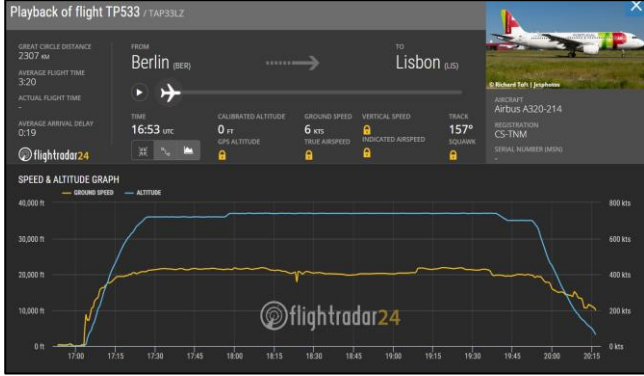 Playback of flight TP533 / TAP33LZ
X
GREAT CIRCLE DISTANCE
2307 KM
AVERAGE FLIGHT TIME
3:20
ACTUAL FLIGHT TIME
-
AVERAGE ARRIVAL DELAY
0:19
flightradar24
FROM
Berlin (BER)
TO
Lisbon (LIS)
TIME
16:53 UTC
CALIBRATED ALTITUDE
0 FT
GPS ALTITUDE
GROUND SPEED
6 KTS
TRUE AIRSPEED
VERTICAL SPEED
INDICATED AIRSPEED
TRACK
157°
SQUAWK
© Richard Taft | Jetphotos
AIRCRAFT
Airbus A320-214
REGISTRATION
CS-TNM
SERIAL NUMBER (MSN)
-
SPEED & ALTITUDE GRAPH
GROUND SPEED ALTITUDE
40,000 ft 800 kts
30,000 ft 600 kts
20,000 ft 400 kts
10,000 ft 200 kts
0 ft 0 kts
flightradar24
17:00 17:15 17:30 17:45 18:00 18:15 18:30 18:45 19:00 19:15 19:30 19:45 20:00 20:15